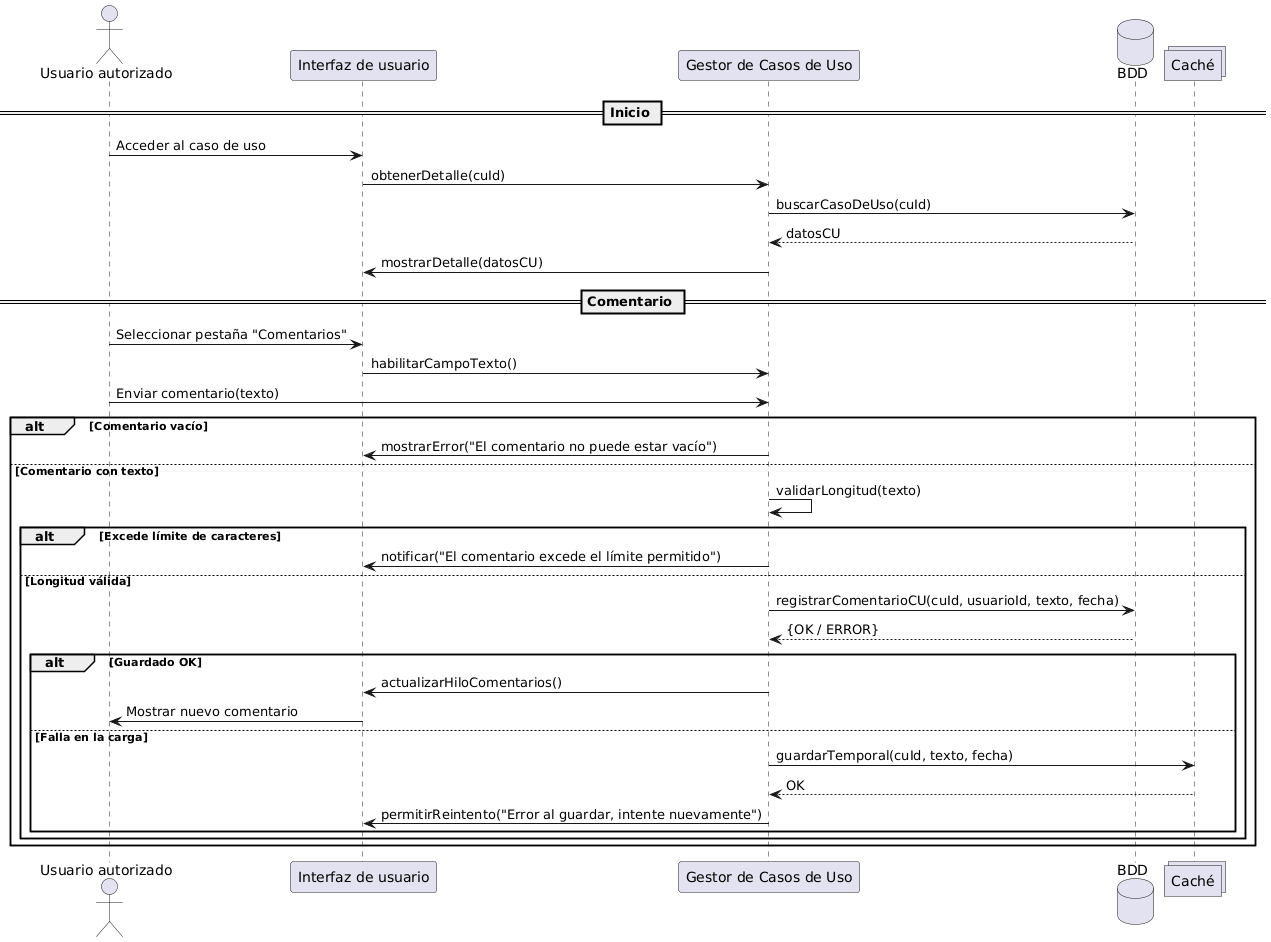 Usuario autorizado
Interfaz de usuario
Gestor de Casos de Uso
BDD
Caché
Inicio
Acceder al caso de uso
obtenerDetalle(cuId)
buscarCasoDeUso(cuId)
datosCU
mostrarDetalle(datosCU)
Comentario
Seleccionar pestaña "Comentarios"
habilitarCampoTexto()
Enviar comentario(texto)
alt [Comentario vacío]
mostrarError("El comentario no puede estar vacío")
[Comentario con texto]
validarLongitud(texto)
alt [Excede límite de caracteres]
notificar("El comentario excede el límite permitido")
[Longitud válida]
registrarComentarioCU(cuId, usuarioId, texto, fecha)
{OK / ERROR}
alt [Guardado OK]
actualizarHiloComentarios()
Mostrar nuevo comentario
[Falla en la carga]
guardarTemporal(cuId, texto, fecha)
OK
permitirReintento("Error al guardar, intente nuevamente")
Usuario autorizado
Interfaz de usuario
Gestor de Casos de Uso
BDD
Caché